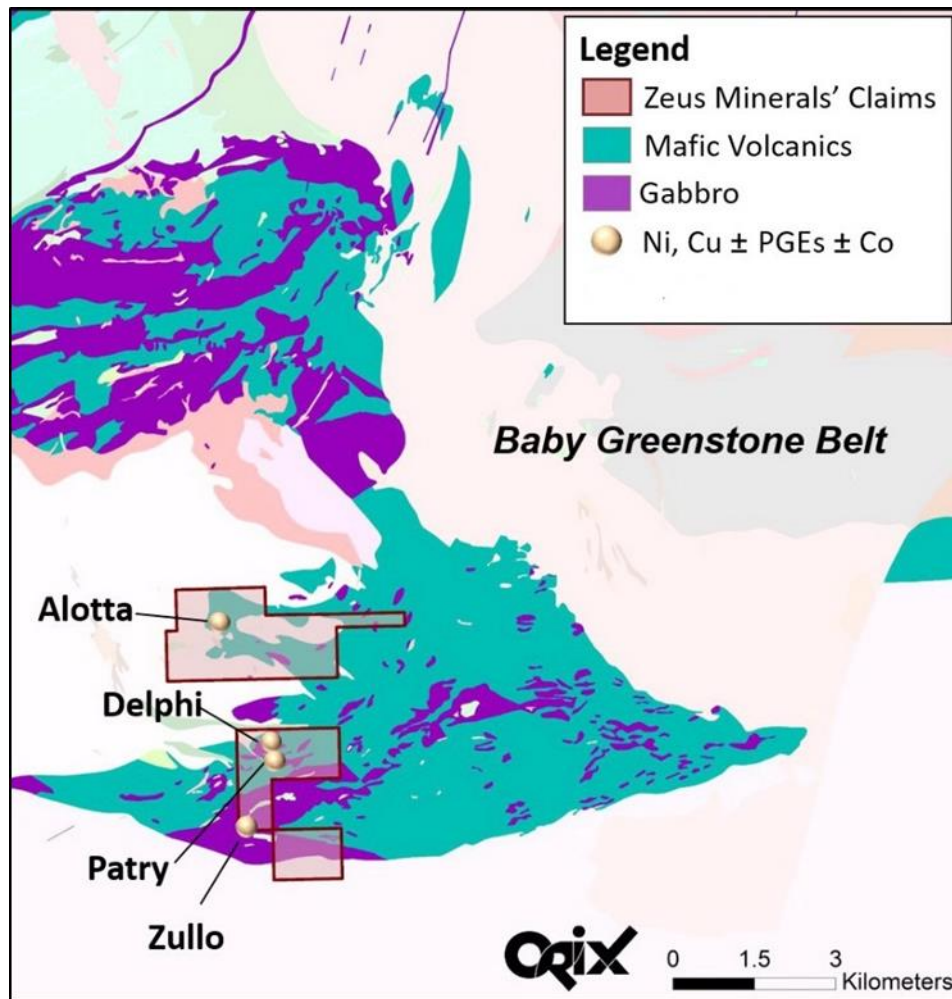 Legend
Zeus Minerals' Claims
Mafic Volcanics
Gabbro
Ni, Cu ± PGEs ± Co
Baby Greenstone Belt
Alotta
Delphi
Patry
Zullo
ORIX
0 1.5 3
Kilometers